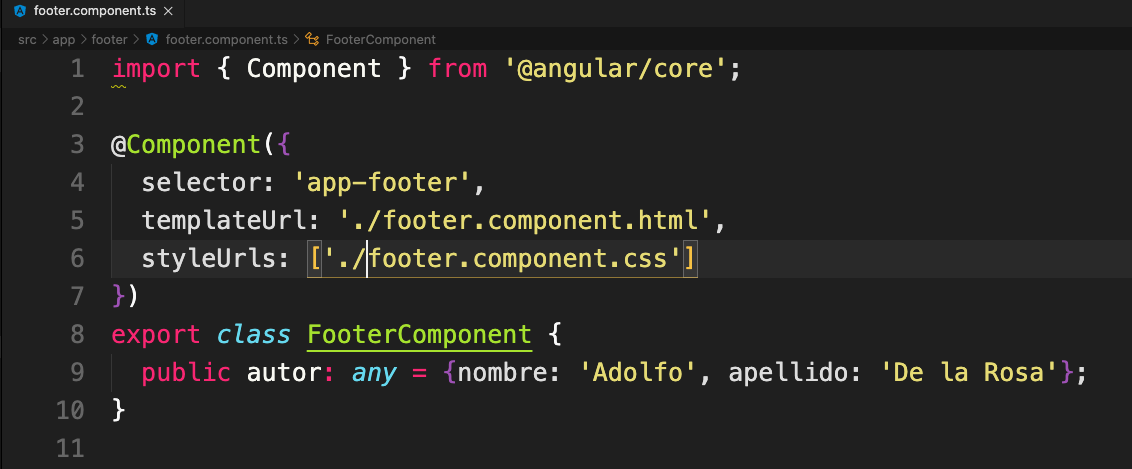 footer.component.ts ×
src > app > footer > footer.component.ts > FooterComponent
1 import { Component } from '@angular/core';
2
3 @Component({
4   selector: 'app-footer',
5   templateUrl: './footer.component.html',
6   styleUrls: ['./footer.component.css']
7 })
8 export class FooterComponent {
9   public autor: any = {nombre: 'Adolfo', apellido: 'De la Rosa'};
10 }
11